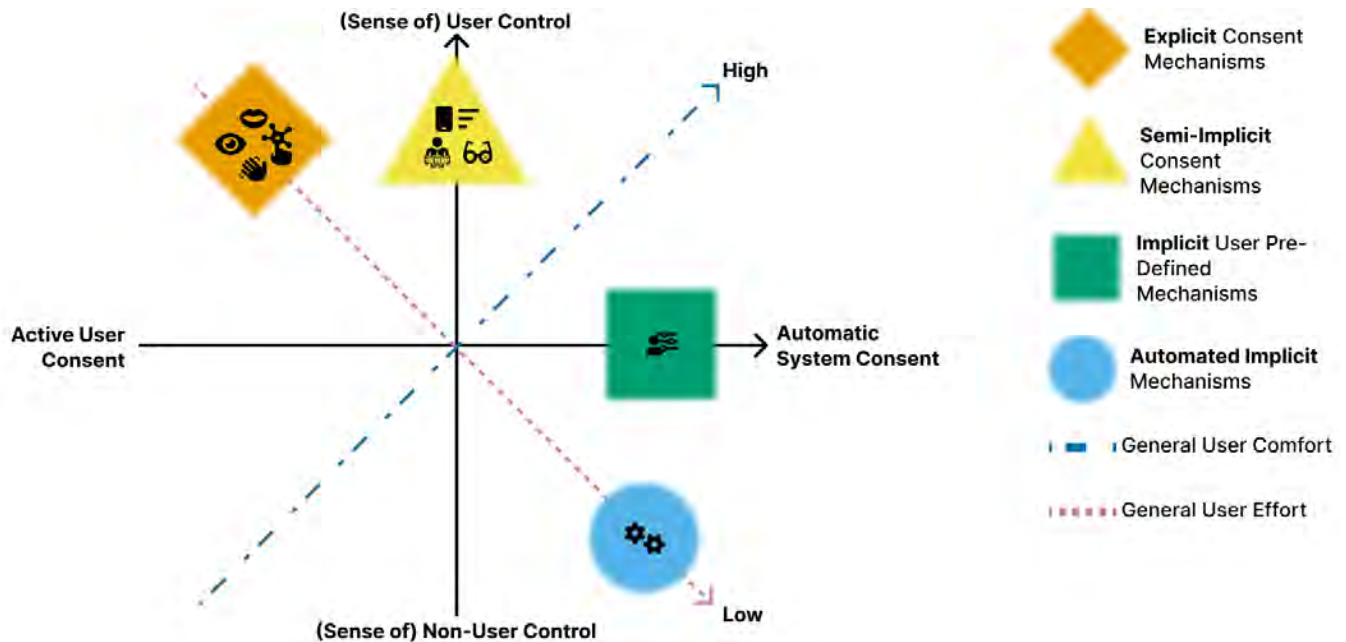 (Sense of) User Control
High
Active User
Consent
Automatic
System Consent
Low
(Sense of) Non-User Control
Explicit Consent
Mechanisms
Semi-Implicit
Consent
Mechanisms
Implicit User Pre-
Defined
Mechanisms
Automated Implicit
Mechanisms
General User Comfort
General User Effort